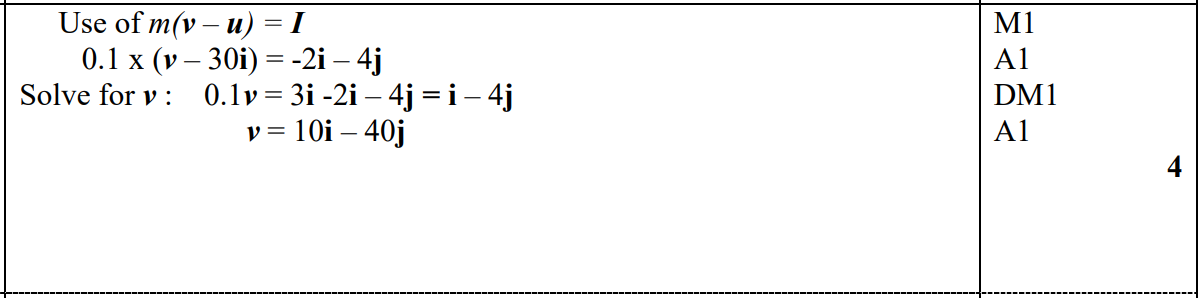 Use of m(v – u) = I M1
0.1 x (v – 30i) = -2i – 4j A1
Solve for v : 0.1v = 3i -2i – 4j = i – 4j DM1
v = 10i – 40j A1
4